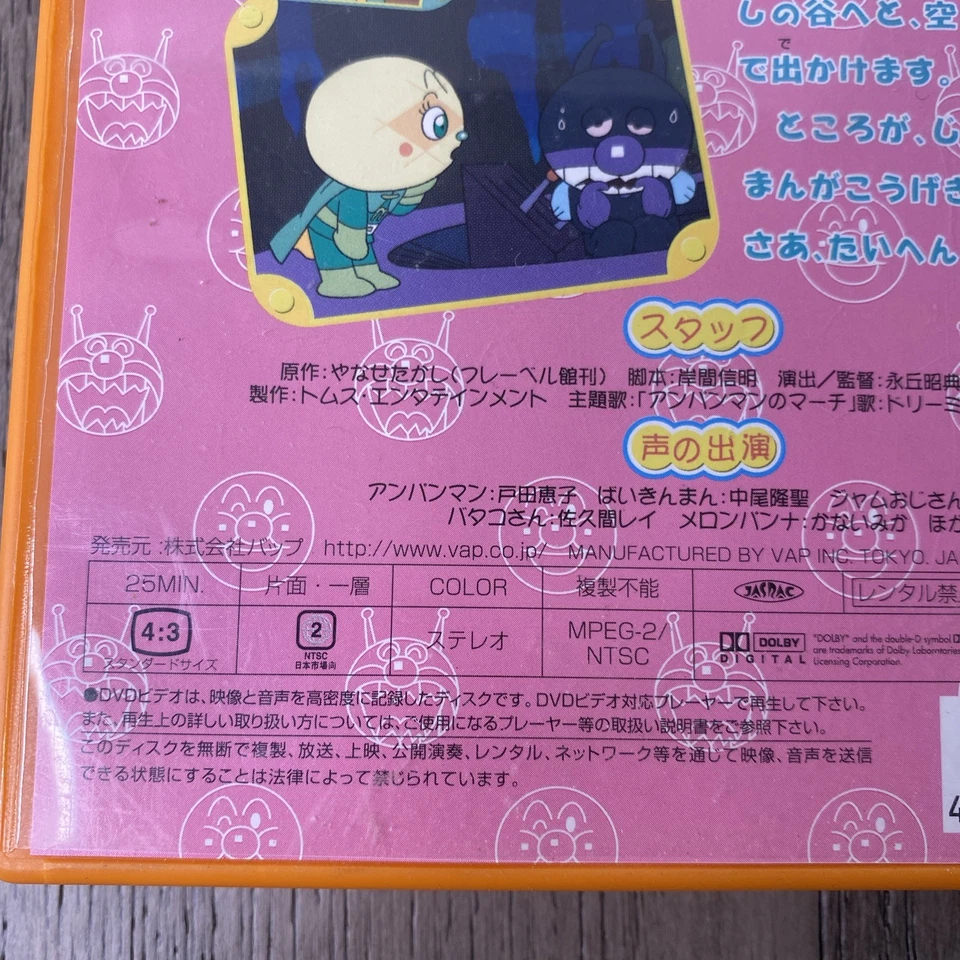 しの谷へと、空
で
で出かけます。
ところが、じ
まんがこうげき
さあ、たいへん
スタッフ
原作:やなせたかし(フレーベル館刊) 脚本:岸間信明 演出/監督:永丘昭典
製作:トムス・エンタテインメント 主題歌:「アンパンマンのマーチ」歌:ドリーミ
声の出演
アンパンマン:戸田恵子 ばいきんまん:中尾隆聖 ジャムおじさん
バタコさん:佐久間レイ メロンパンナ:かないみか ほか
発売元:株式会社バップ http://www.vap.co.jp/ MANUFACTURED BY VAP INC. TOKYO. JA
25MIN. 片面・一層 COLOR 複製不能 JASRAC レンタル禁止
4:3 スタンダードサイズ 2 NTSC 日本市場向 ステレオ MPEG-2/ NTSC DOLBY DIGITAL
"DOLBY" and the double-D symbol
are trademarks of Dolby Laborntories
Licensing Corporation.
●DVDビデオは、映像と音声を高密度に記録したディスクです。DVDビデオ対応プレーヤーで再生して下さい。
また、再生上の詳しい取り扱い方については、ご使用になるプレーヤー等の取扱い説明書をご参照下さい。
このディスクを無断で複製、放送、上映、公開演奏、レンタル、ネットワーク等を通じて映像、音声を送信
できる状態にすることは法律によって禁じられています。
4